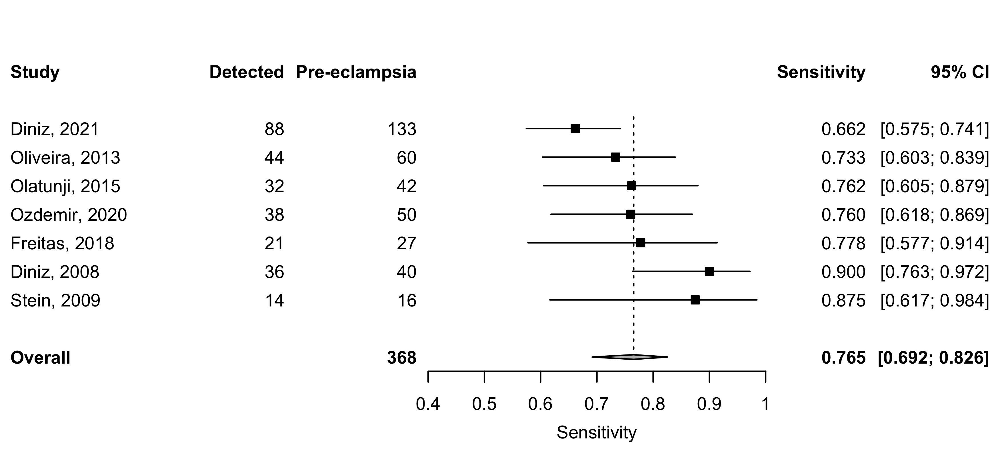 Study Detected Pre-eclampsia Sensitivity 95% CI
Diniz, 2021 88 133 0.662 [0.575; 0.741]
Oliveira, 2013 44 60 0.733 [0.603; 0.839]
Olatunji, 2015 32 42 0.762 [0.605; 0.879]
Ozdemir, 2020 38 50 0.760 [0.618; 0.869]
Freitas, 2018 21 27 0.778 [0.577; 0.914]
Diniz, 2008 36 40 0.900 [0.763; 0.972]
Stein, 2009 14 16 0.875 [0.617; 0.984]
Overall 368 0.765 [0.692; 0.826]
0.4 0.5 0.6 0.7 0.8 0.9 1
Sensitivity